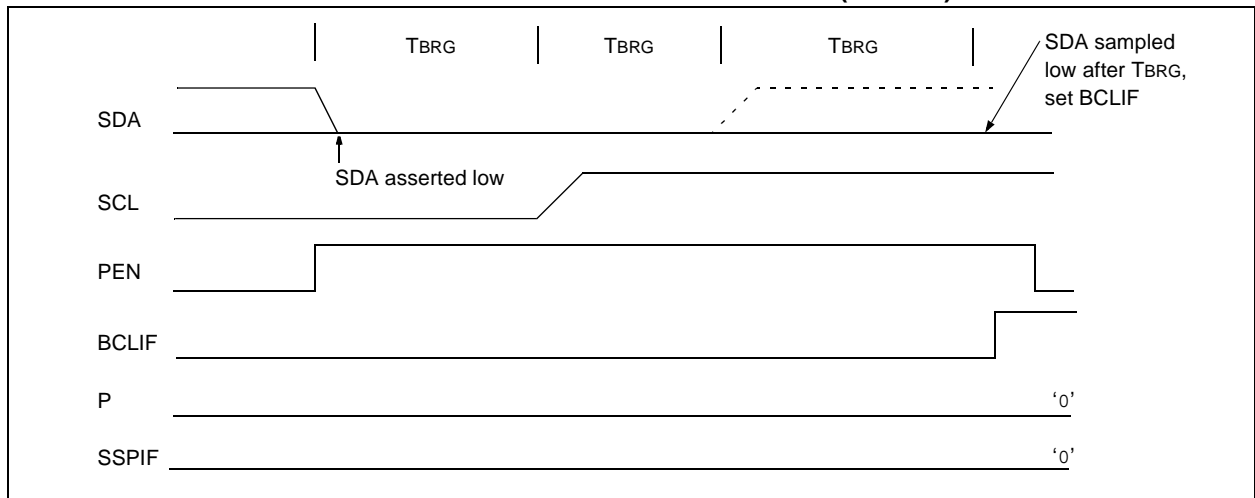 TBRG TBRG TBRG
SDA sampled
low after TBRG,
set BCLIF
SDA
SDA asserted low
SCL
PEN
BCLIF
P '0'
SSPIF '0'